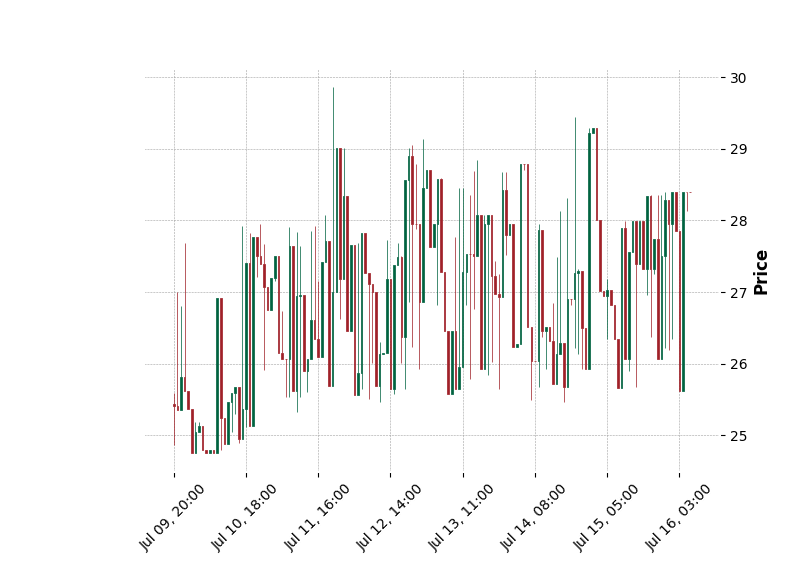 30
29
28
27
26
25
Price
Jul 09, 20:00
Jul 10, 18:00
Jul 11, 16:00
Jul 12, 14:00
Jul 13, 11:00
Jul 14, 08:00
Jul 15, 05:00
Jul 16, 03:00